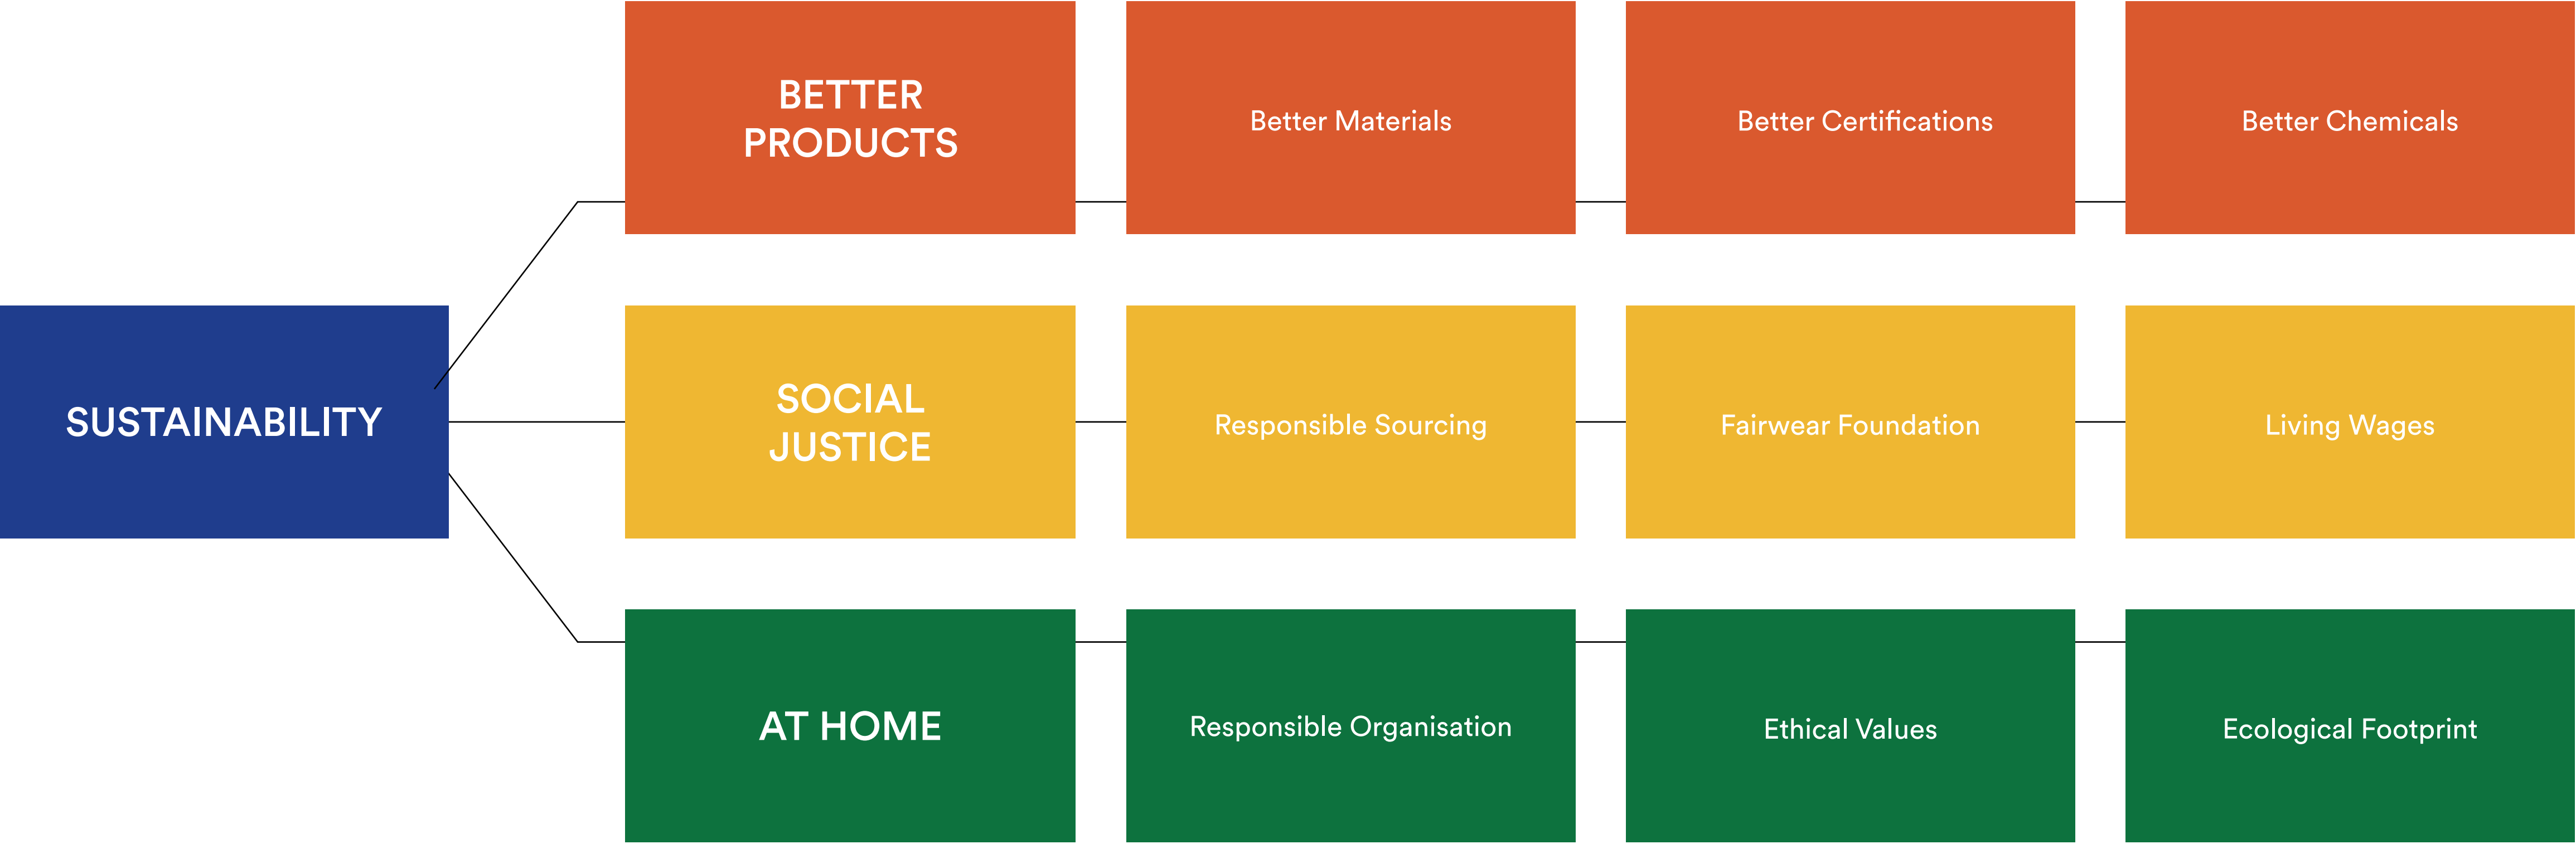 SUSTAINABILITY
BETTER
PRODUCTS
Better Materials
Better Certifications
Better Chemicals
SOCIAL
JUSTICE
Responsible Sourcing
Fairwear Foundation
Living Wages
AT HOME
Responsible Organisation
Ethical Values
Ecological Footprint